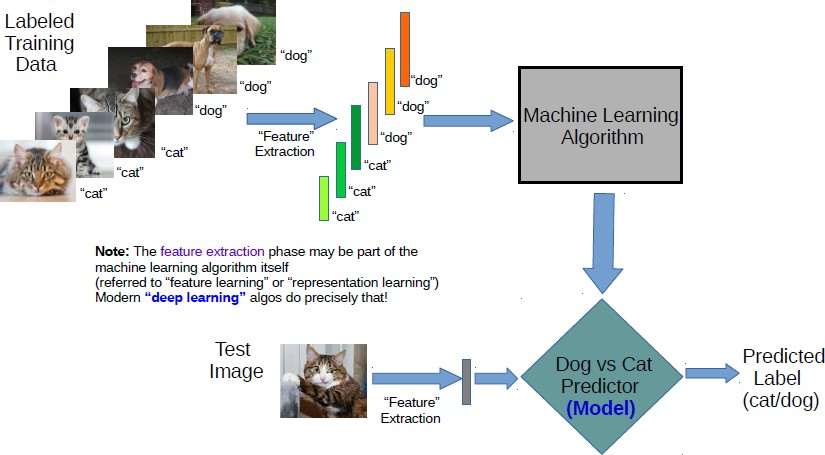 Labeled
Training
Data
“dog”
“dog”
“dog”
“cat”
“cat”
“cat”
“Feature”
Extraction
“dog”
“dog”
“dog”
“cat”
“cat”
“cat”
Machine Learning
Algorithm
Note: The feature extraction phase may be part of the
machine learning algorithm itself
(referred to “feature learning” or “representation learning”)
Modern “deep learning” algos do precisely that!
Test
Image
“Feature”
Extraction
Dog vs Cat
Predictor
(Model)
Predicted
Label
(cat/dog)